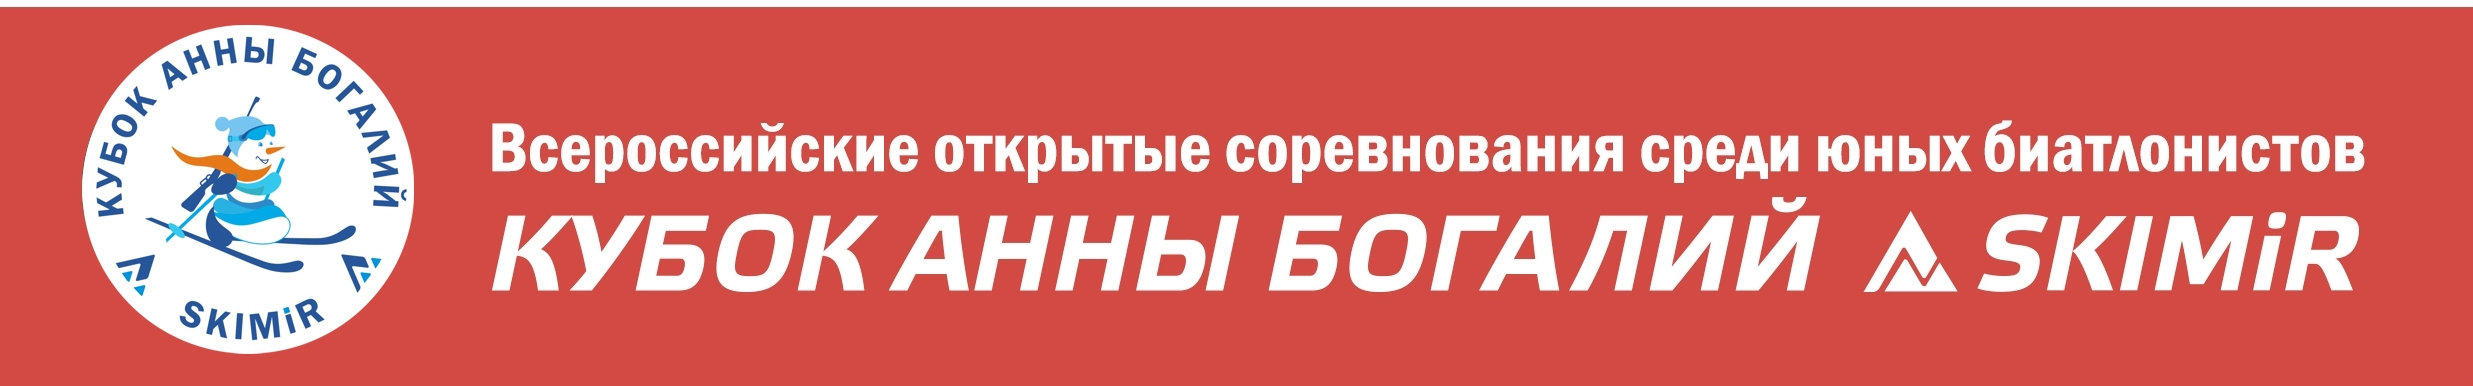 КУБОК АННЫ БОГАЛИЙ
SKIMiR
Всероссийские открытые соревнования среди юных биатлонистов
КУБОК АННЫ БОГАЛИЙ SKIMiR